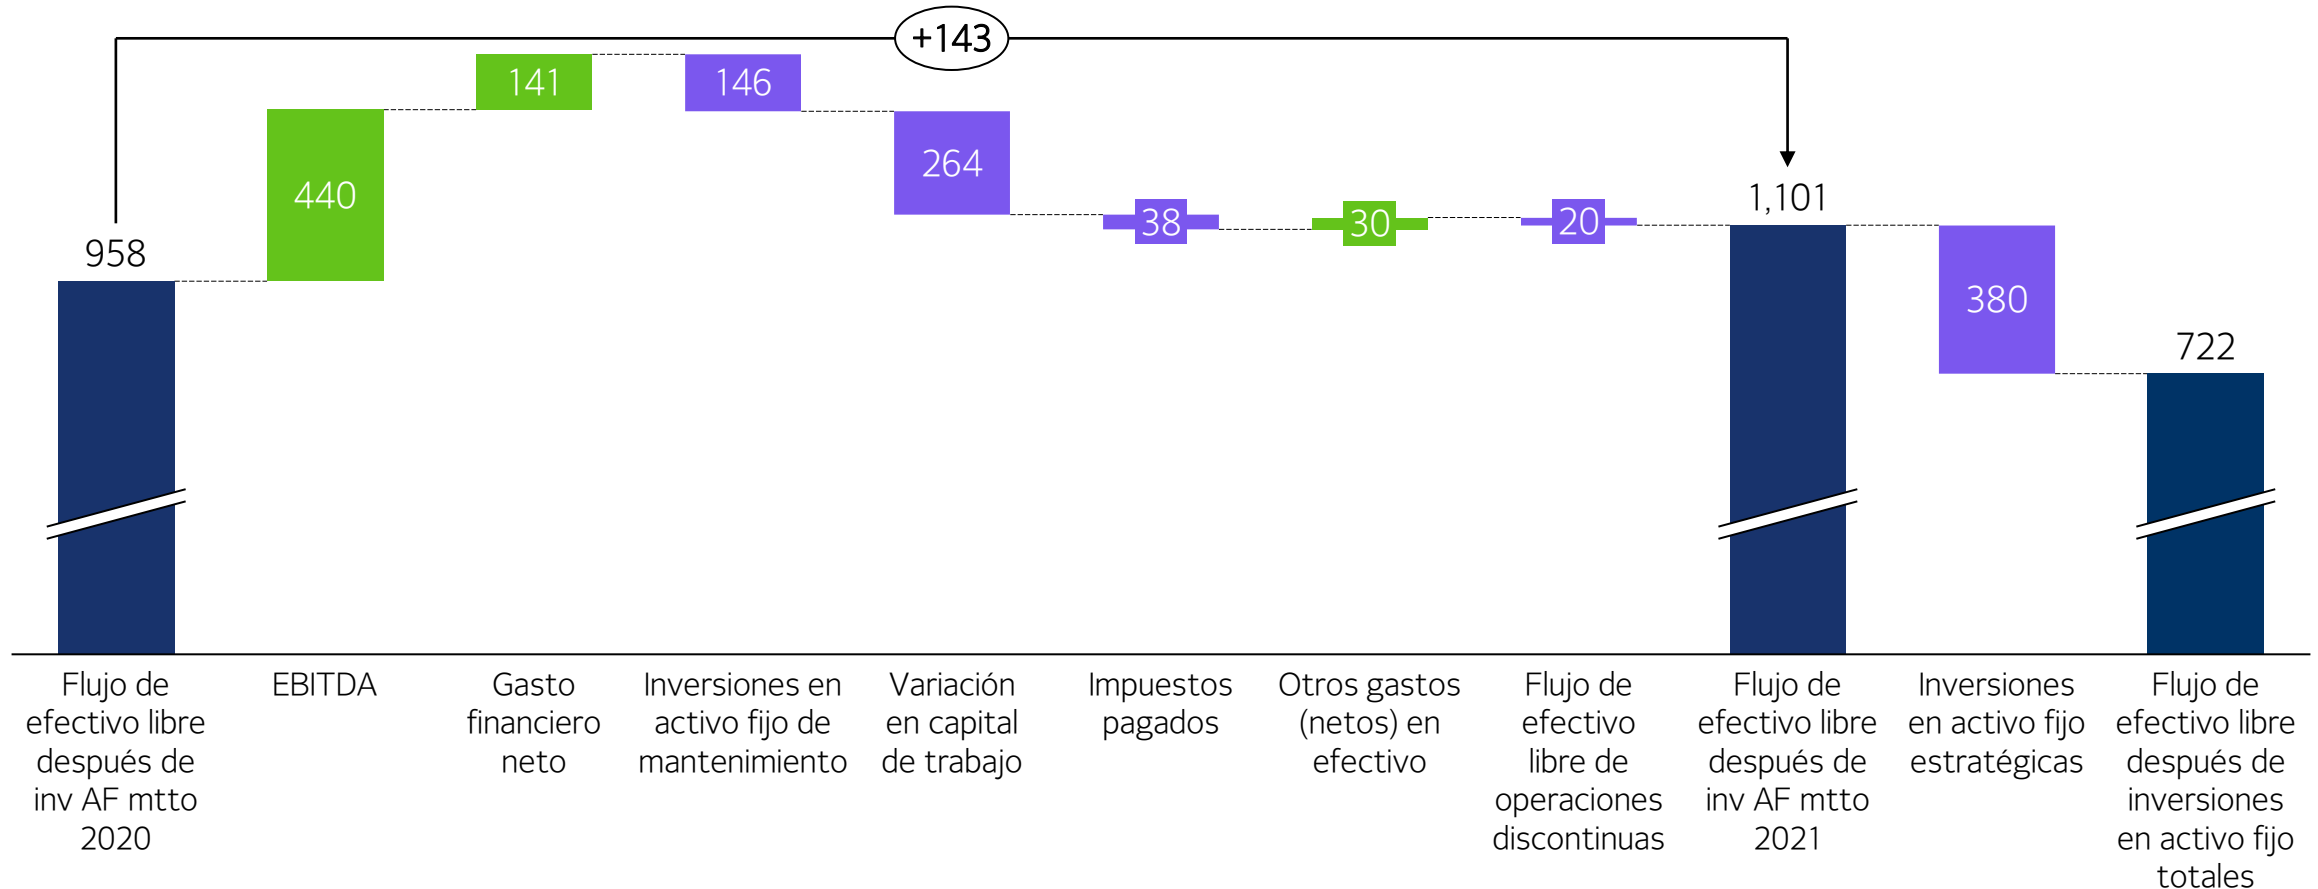 +143
958
440
141
146
264
38
30
20
1,101
380
722
Flujo de
efectivo libre
después de
inv AF mtto
2020
EBITDA
Gasto
financiero
neto
Inversiones en
activo fijo de
mantenimiento
Variación
en capital
de trabajo
Impuestos
pagados
Otros gastos
(netos) en
efectivo
Flujo de
efectivo
libre de
operaciones
discontinuas
Flujo de
efectivo libre
después de
inv AF mtto
2021
Inversiones
en activo fijo
estratégicas
Flujo de
efectivo libre
después de
inversiones
en activo fijo
totales